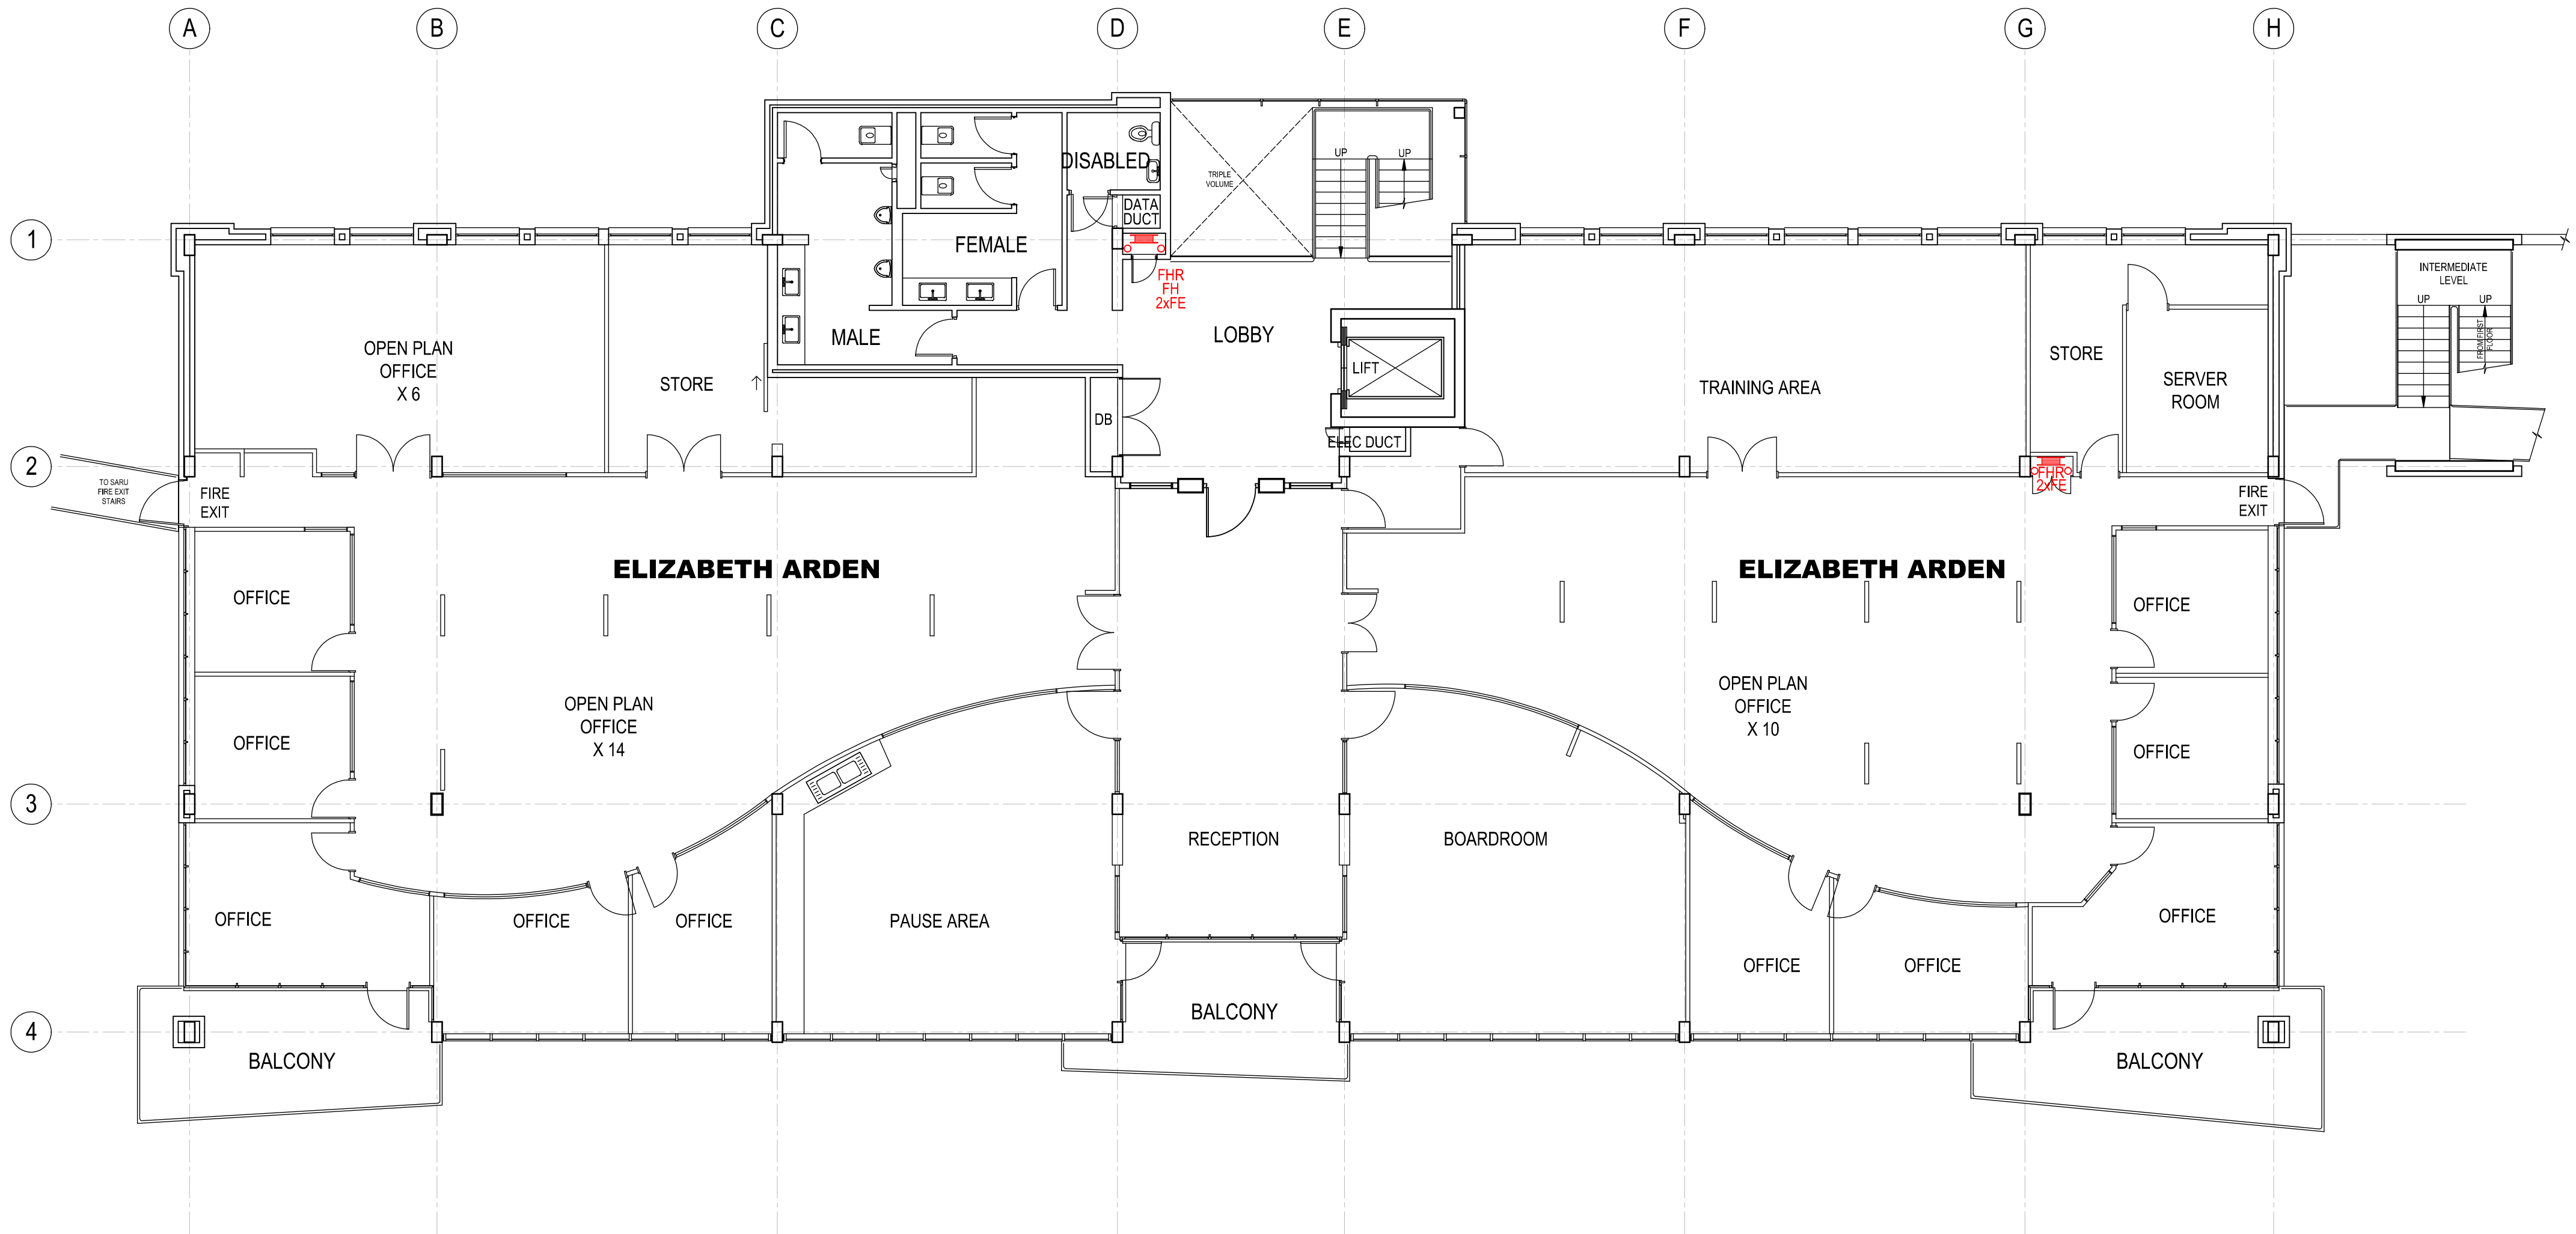 A
B
C
D
E
F
G
H
1
2
3
4
DISABLED
DATA
DUCT
TRIPLE
VOLUME
UP
UP
FEMALE
MALE
FHR
FH
2xFE
LOBBY
LIFT
DB
ELEC DUCT
OPEN PLAN
OFFICE
X 6
STORE
TRAINING AREA
STORE
SERVER
ROOM
INTERMEDIATE
LEVEL
UP
UP
FROM FIRST
FLOOR
TO SARU
FIRE EXIT
STAIRS
FIRE
EXIT
FHR
2xFE
FIRE
EXIT
ELIZABETH ARDEN
ELIZABETH ARDEN
OFFICE
OFFICE
OFFICE
OPEN PLAN
OFFICE
X 14
OFFICE
OFFICE
PAUSE AREA
RECEPTION
BOARDROOM
OPEN PLAN
OFFICE
X 10
OFFICE
OFFICE
OFFICE
OFFICE
OFFICE
BALCONY
BALCONY
BALCONY